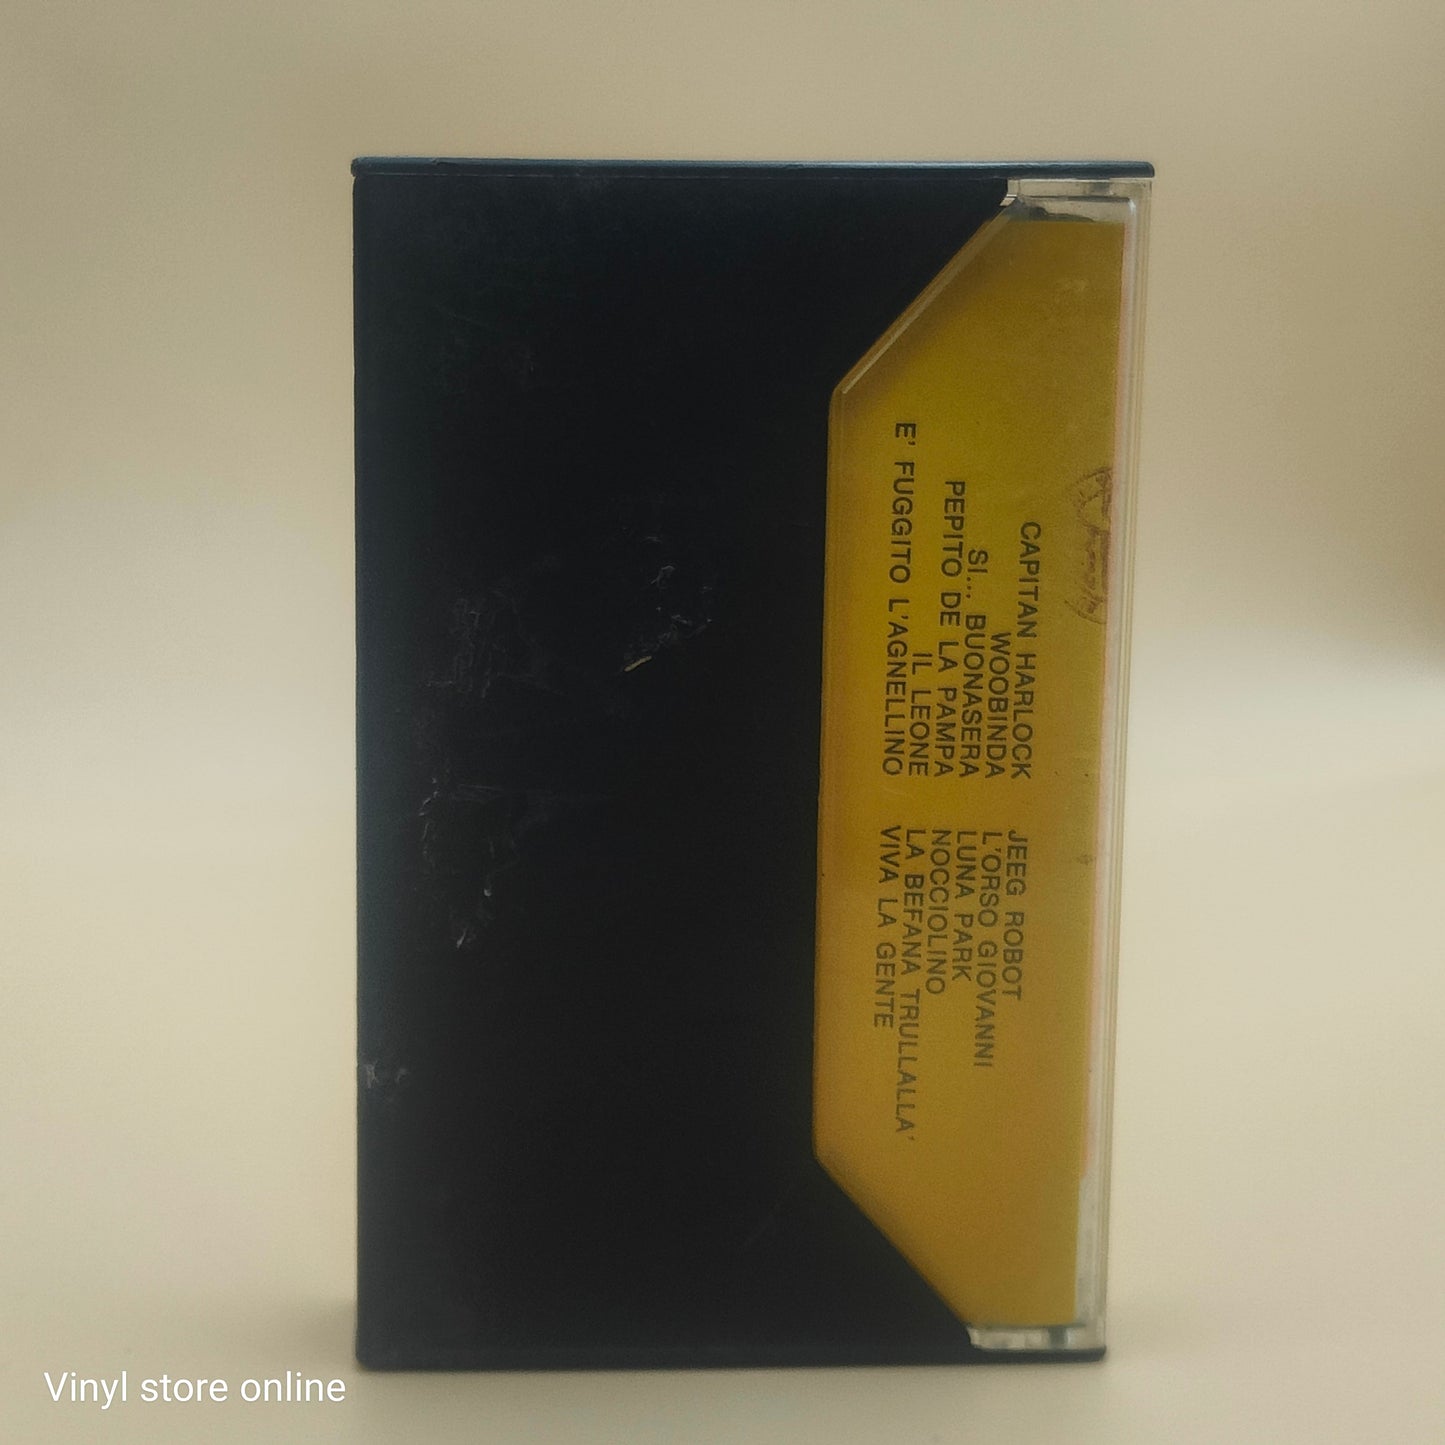 CAPITAN HARLOCK
WOOBINDA
SI... BUONASERA
PEPITO DE LA PAMPA
IL LEONE
E' FUGGITO L'AGNELLINO
JEEG ROBOT
L'ORSO GIOVANNI
LUNA PARK
NOCCIOLINO
LA BEFANA TRULLALLA'
VIVA LA GENTE
Vinyl store online